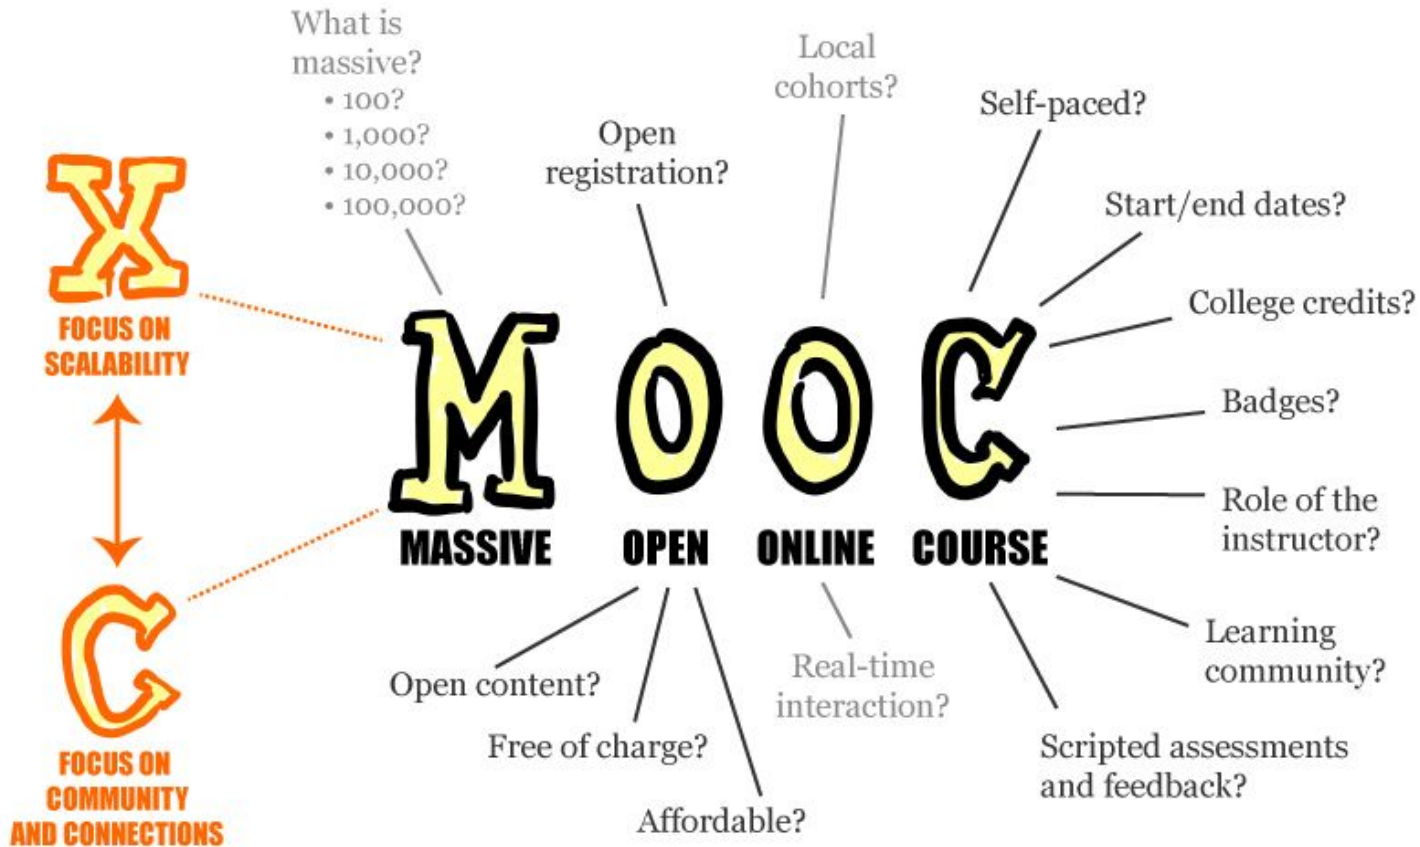 What is
massive?
• 100?
• 1,000?
• 10,000?
• 100,000?
Local
cohorts?
Self-paced?
Open
registration?
Start/end dates?
College credits?
Badges?
Role of the
instructor?
Learning
community?
Scripted assessments
and feedback?
X
FOCUS ON
SCALABILITY
C
FOCUS ON
COMMUNITY
AND CONNECTIONS
MOOC
MASSIVE OPEN ONLINE COURSE
Open content?
Free of charge?
Affordable?
Real-time
interaction?